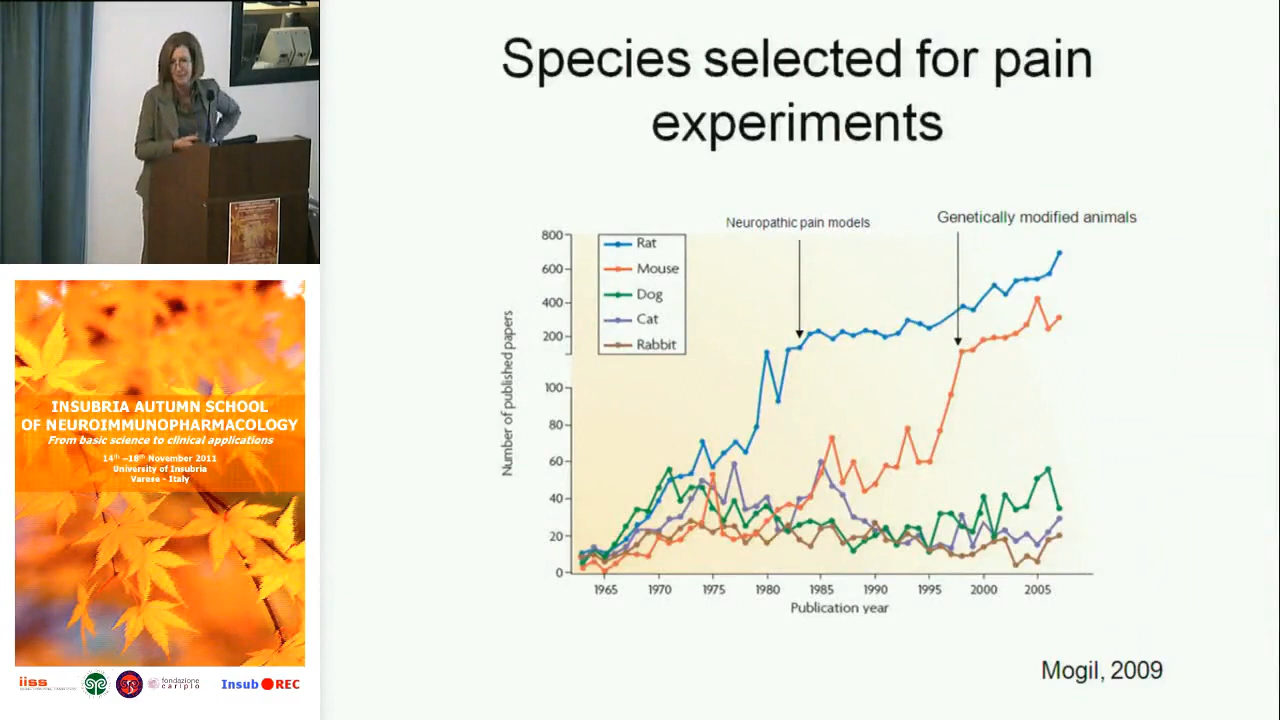 Species selected for pain
experiments
Neuropathic pain models
Genetically modified animals
Number of published papers
800
600
400
200
100
80
60
40
20
0
Rat
Mouse
Dog
Cat
Rabbit
1965 1970 1975 1980 1985 1990 1995 2000 2005
Publication year
Mogil, 2009
INSUBRIA AUTUMN SCHOOL
OF NEUROIMMUNOPHARMACOLOGY
From basic science to clinical applications
14th –18th November 2011
University of Insubria
Varese - Italy
iiss
fondazione
cariplo
Insub REC